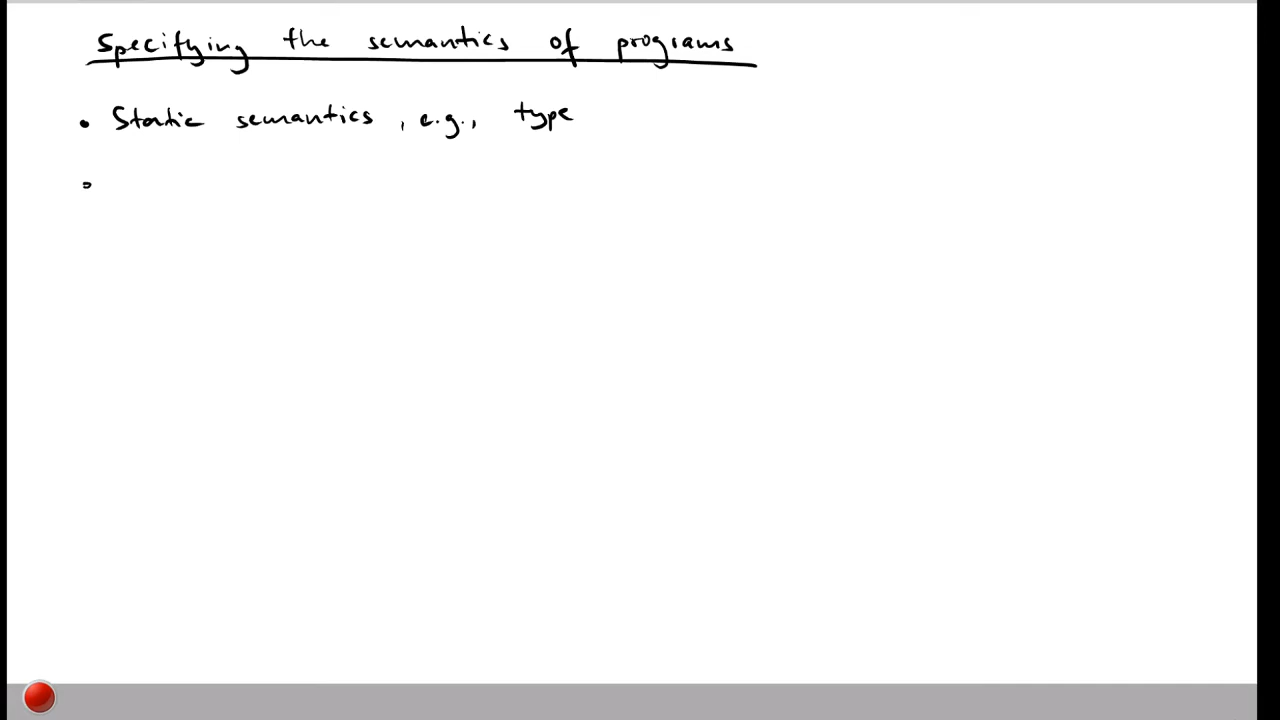 Specifying the semantics of programs
• Static semantics, e.g., type
•